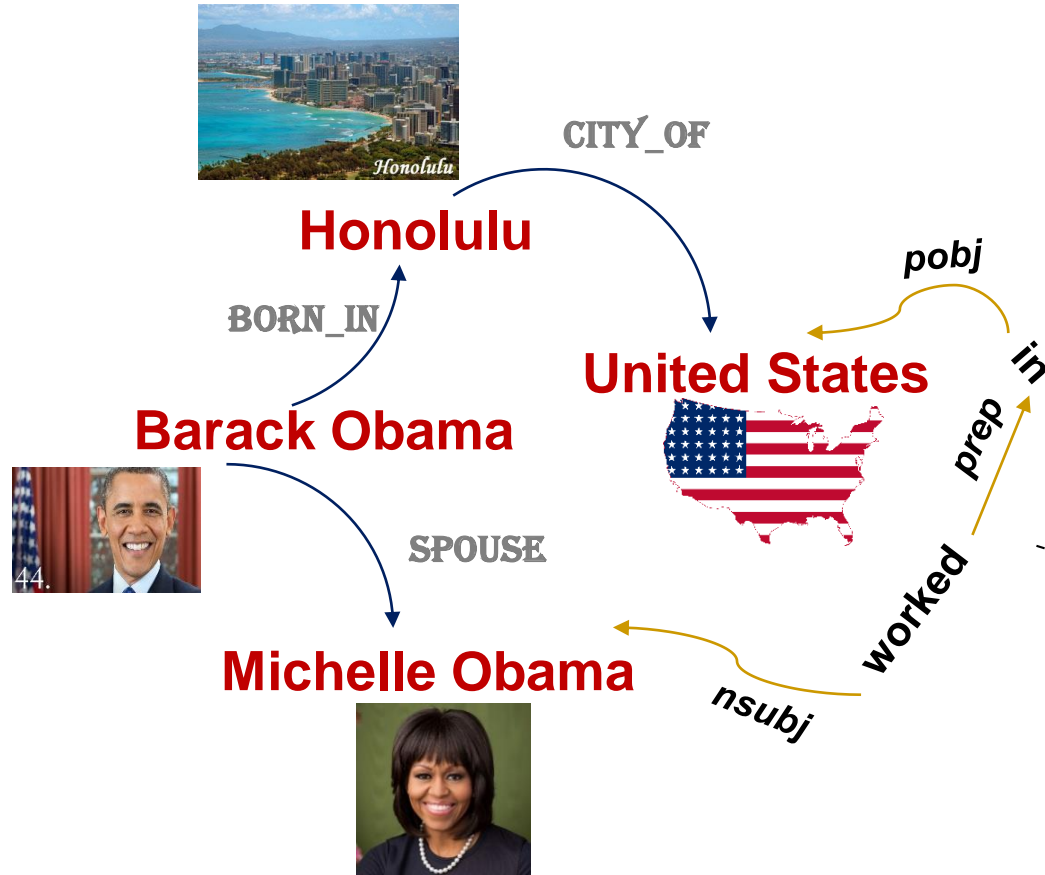 Honolulu
CITY_OF
Honolulu
pobj
BORN_IN
in
United States
prep
Barack Obama
44.
SPOUSE
worked
Michelle Obama
nsubj